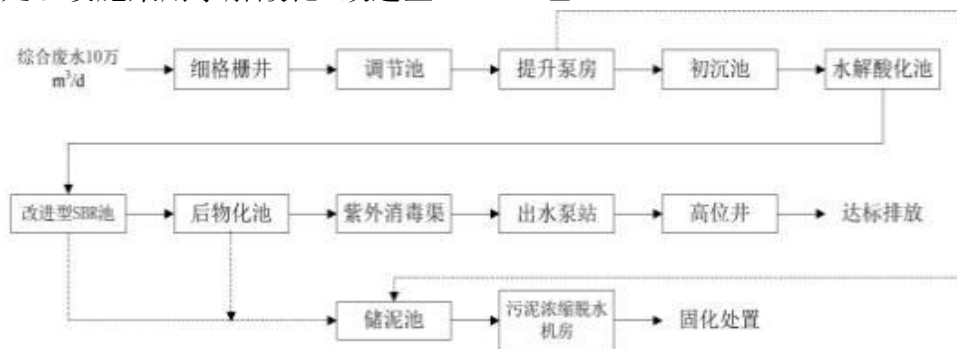 综合废水10万
m³/d
细格栅井
调节池
提升泵房
初沉池
水解酸化池
改进型SBR池
后物化池
紫外消毒渠
出水泵站
高位井
达标排放
储泥池
污泥浓缩脱水
机房
固化处置